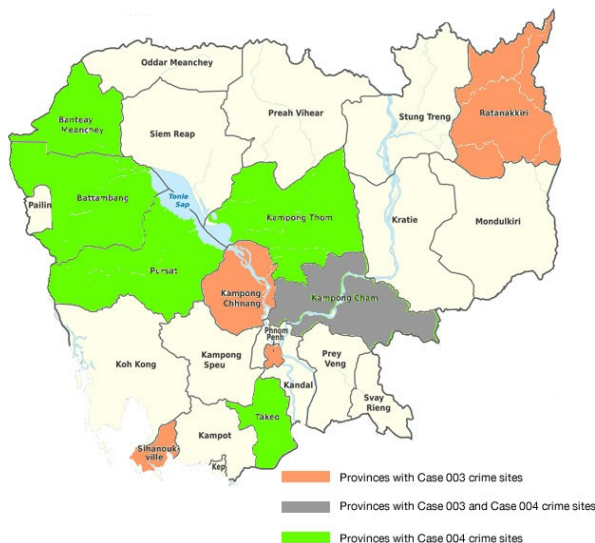 Oddar Meanchey
Banteay
Meanchey
Siem Reap
Preah Vihear
Stung Treng
Ratanakkiri
Pailin
Battambang
Tonle
Sap
Kampong Thom
Kratie
Mondulkiri
Pursat
Kampong
Chhnang
Kampong Cham
Phnom
Penh
Koh Kong
Kampong
Speu
Kandal
Prey
Veng
Svay
Rieng
Takeo
Sihanouk-
ville
Kampot
Kep
Provinces with Case 003 crime sites
Provinces with Case 003 and Case 004 crime sites
Provinces with Case 004 crime sites